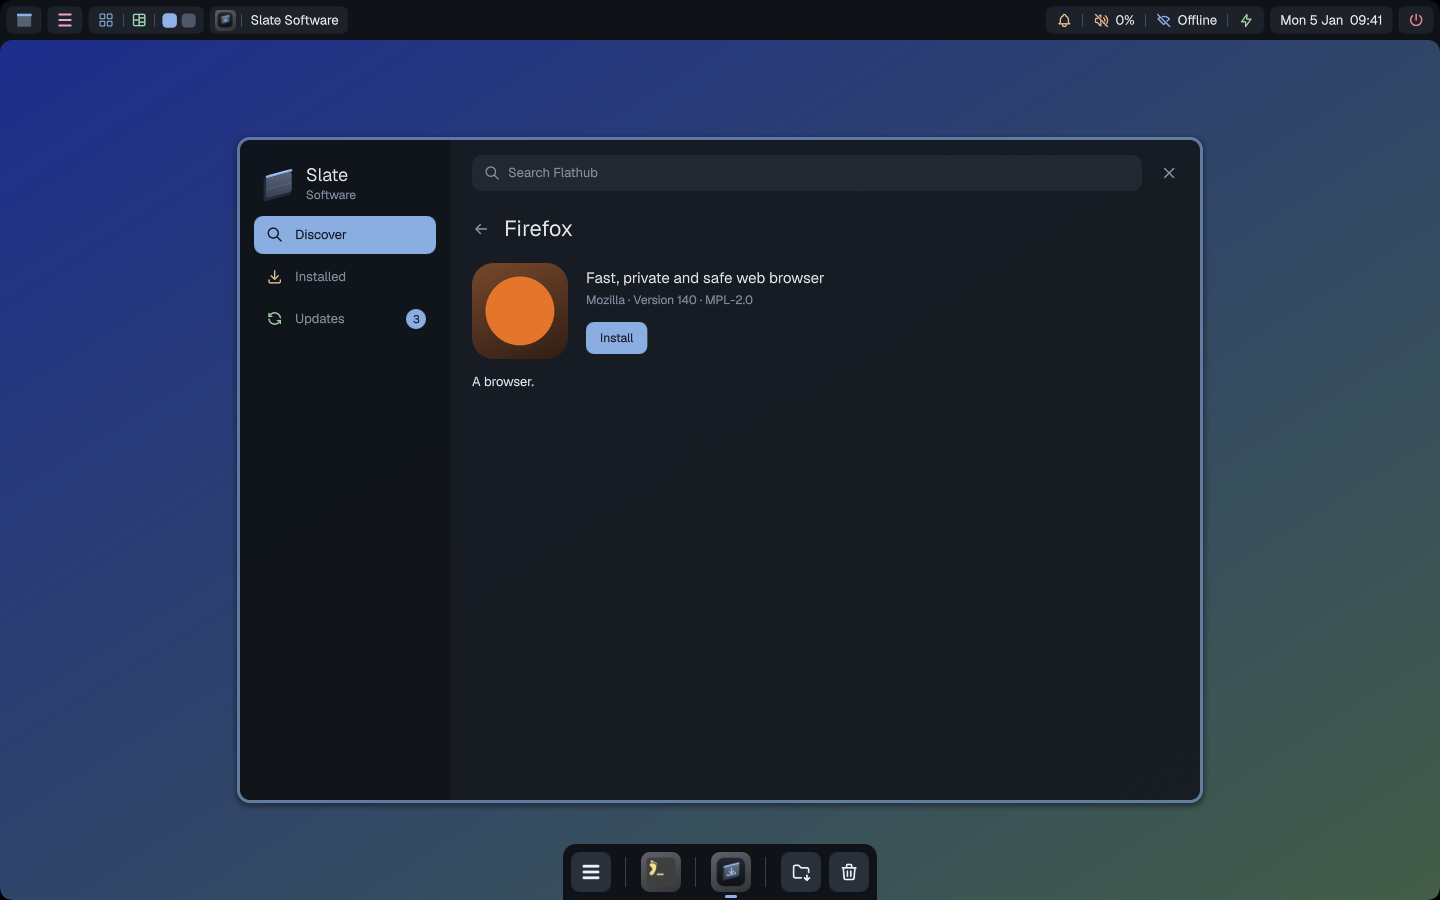 Slate Software
0%
Offline
Mon 5 Jan 09:41
Slate
Software
Discover
Installed
Updates
3
Search Flathub
Firefox
Fast, private and safe web browser
Mozilla · Version 140 · MPL-2.0
Install
A browser.